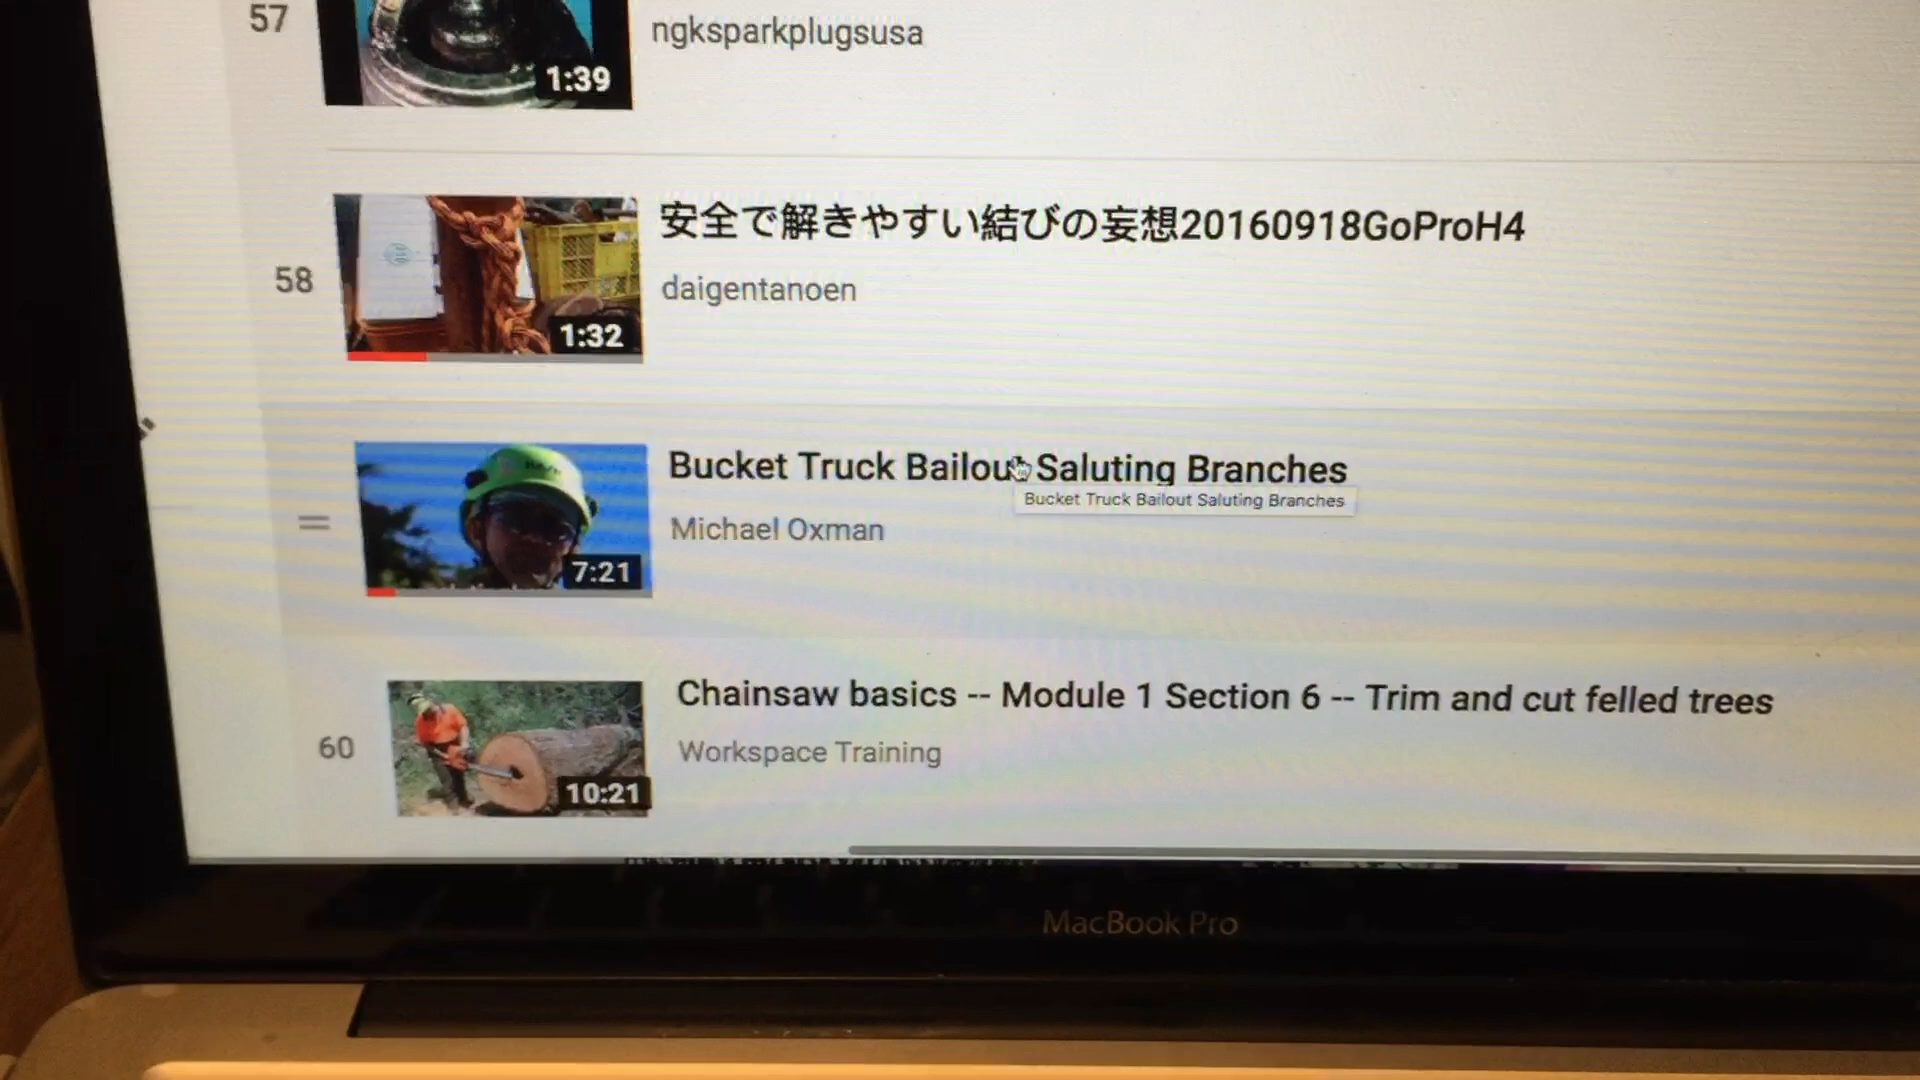 57
1:39
ngksparkplugsusa
安全で解きやすい結びの妄想20160918GoProH4
58
daigentanoen
1:32
Bucket Truck Bailout Saluting Branches
Bucket Truck Bailout Saluting Branches
Michael Oxman
7:21
Chainsaw basics -- Module 1 Section 6 -- Trim and cut felled trees
60
Workspace Training
10:21
MacBook Pro